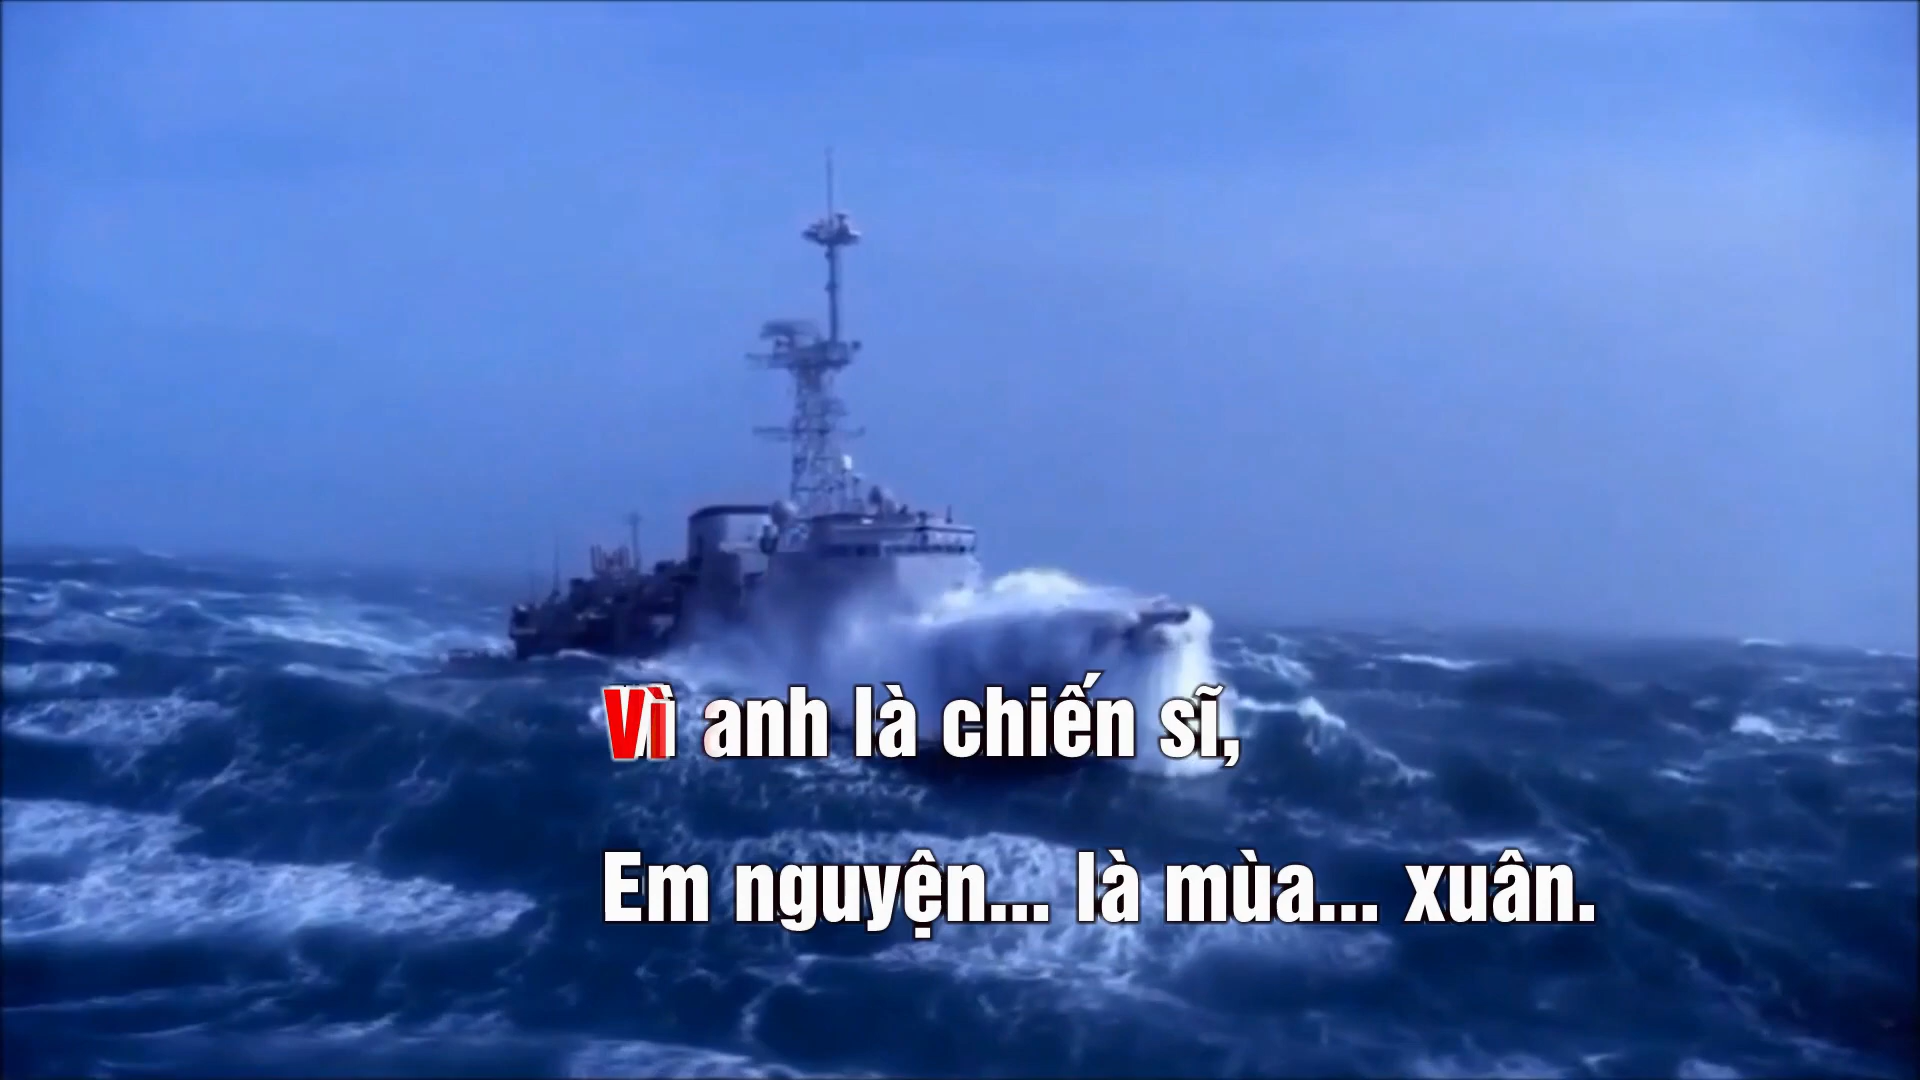 Vì anh là chiến sĩ,
Em nguyện... là mùa... xuân.